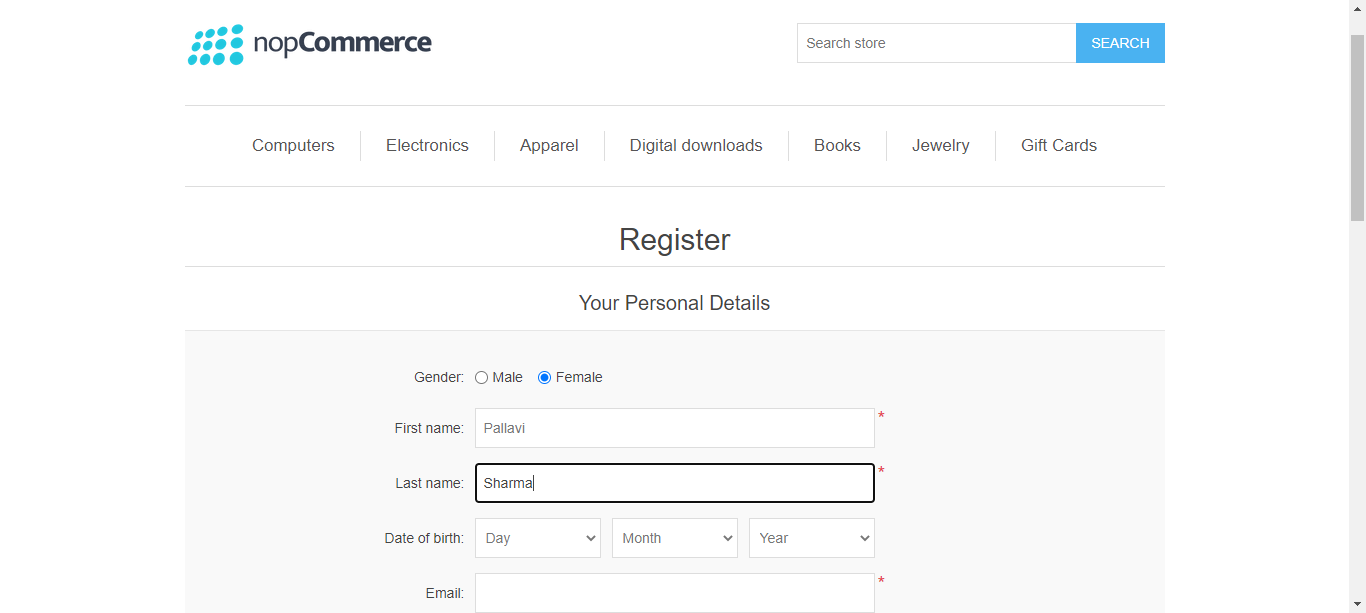 nopCommerce
Search store SEARCH
Computers Electronics Apparel Digital downloads Books Jewelry Gift Cards
Register
Your Personal Details
Gender: Male Female
First name: Pallavi *
Last name: Sharma *
Date of birth: Day Month Year
Email: *